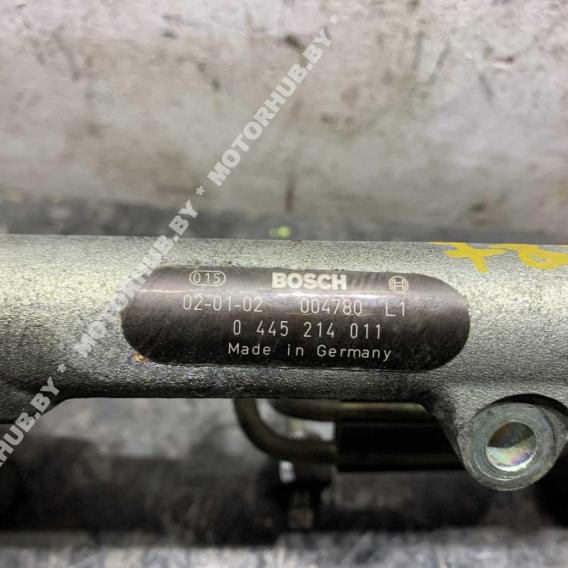 015 BOSCH
02-01-02 004780 L1
0 445 214 011
Made in Germany
MOTORHUB.BY * MOTORHUB.BY * MOTORHUB.BY